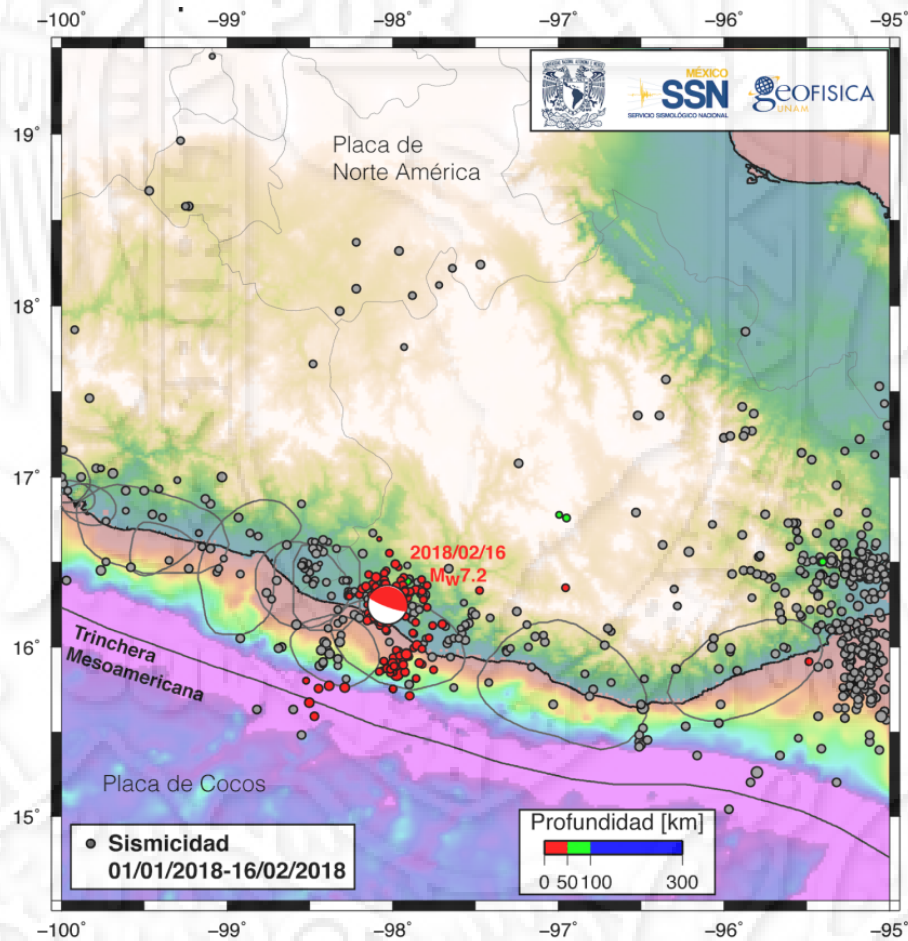 −100˚ −99˚ −98˚ −97˚ −96˚ −95˚
MÉXICO
SSN
SERVICIO SISMOLÓGICO NACIONAL
GEOFISICA
UNAM
19˚
Placa de
Norte América
18˚
17˚
2018/02/16
Mw7.2
16˚
Trinchera
Mesoamericana
Placa de Cocos
15˚
Sismicidad
01/01/2018-16/02/2018
Profundidad [km]
0 50 100 300
−100˚ −99˚ −98˚ −97˚ −96˚ −95˚